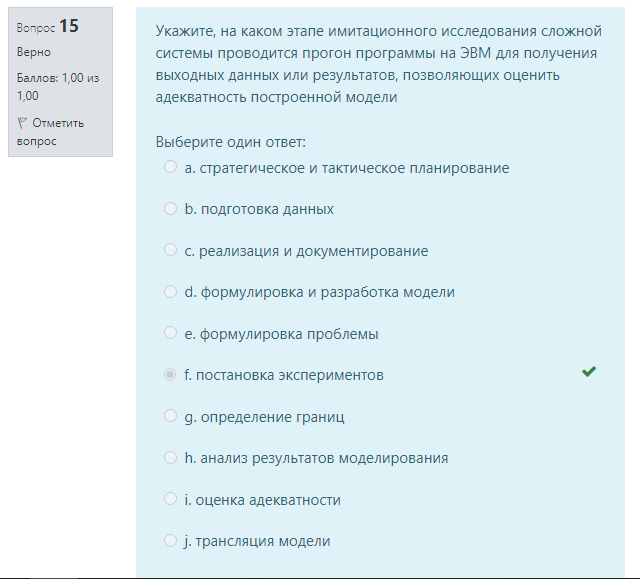 Вопрос 15
Верно
Баллов: 1,00 из
1,00
Отметить
вопрос
Укажите, на каком этапе имитационного исследования сложной
системы проводится прогон программы на ЭВМ для получения
выходных данных или результатов, позволяющих оценить
адекватность построенной модели
Выберите один ответ:
a. стратегическое и тактическое планирование
b. подготовка данных
c. реализация и документирование
d. формулировка и разработка модели
e. формулировка проблемы
f. постановка экспериментов
g. определение границ
h. анализ результатов моделирования
i. оценка адекватности
j. трансляция модели